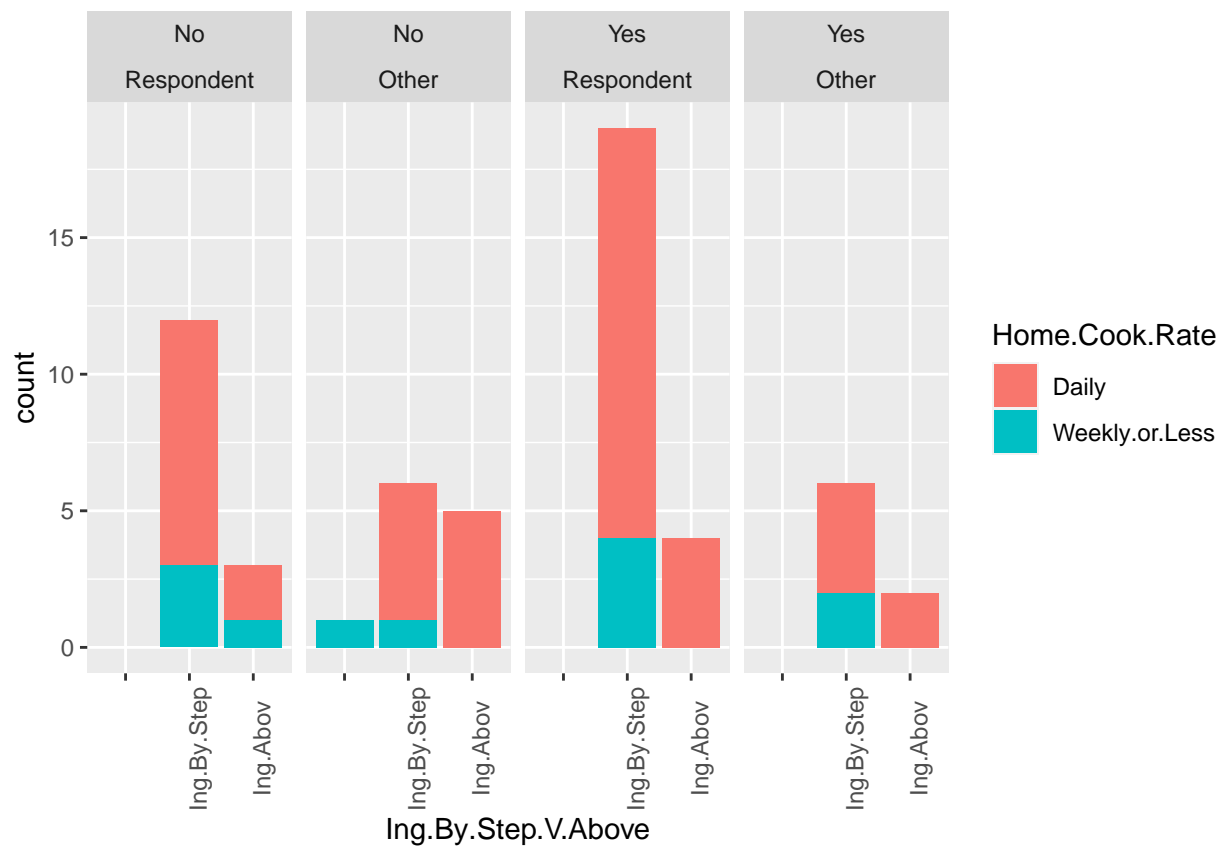 No No Yes Yes
Respondent Other Respondent Other
15
10
5
0
count
Home.Cook.Rate
Daily
Weekly.or.Less
Ing.By.Step Ing.Abov Ing.By.Step Ing.Abov Ing.By.Step Ing.Abov Ing.By.Step Ing.Abov
Ing.By.Step.V.Above